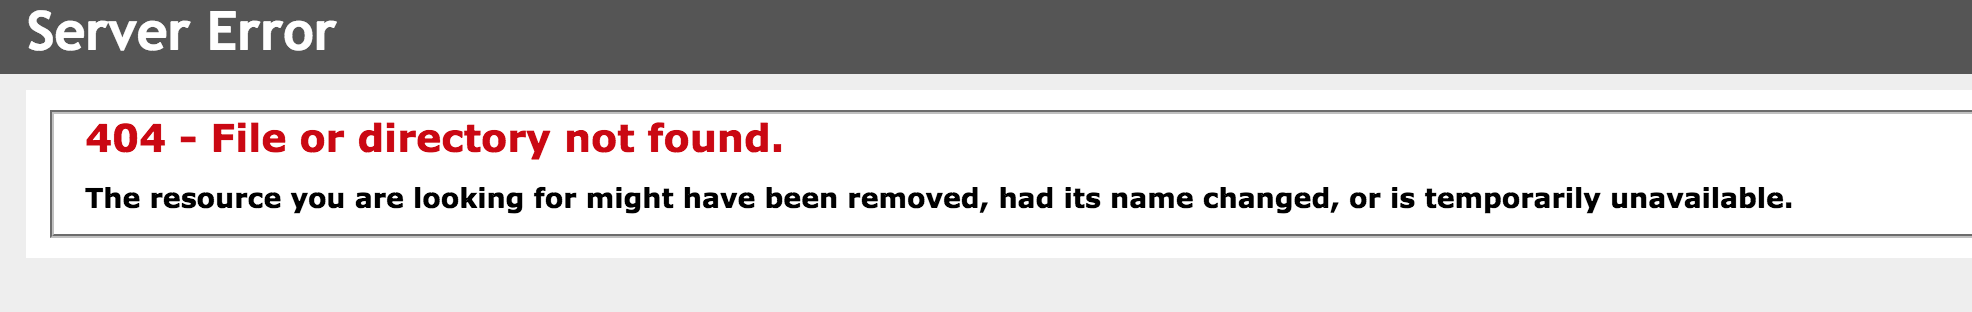 Server Error
404 - File or directory not found.
The resource you are looking for might have been removed, had its name changed, or is temporarily unavailable.